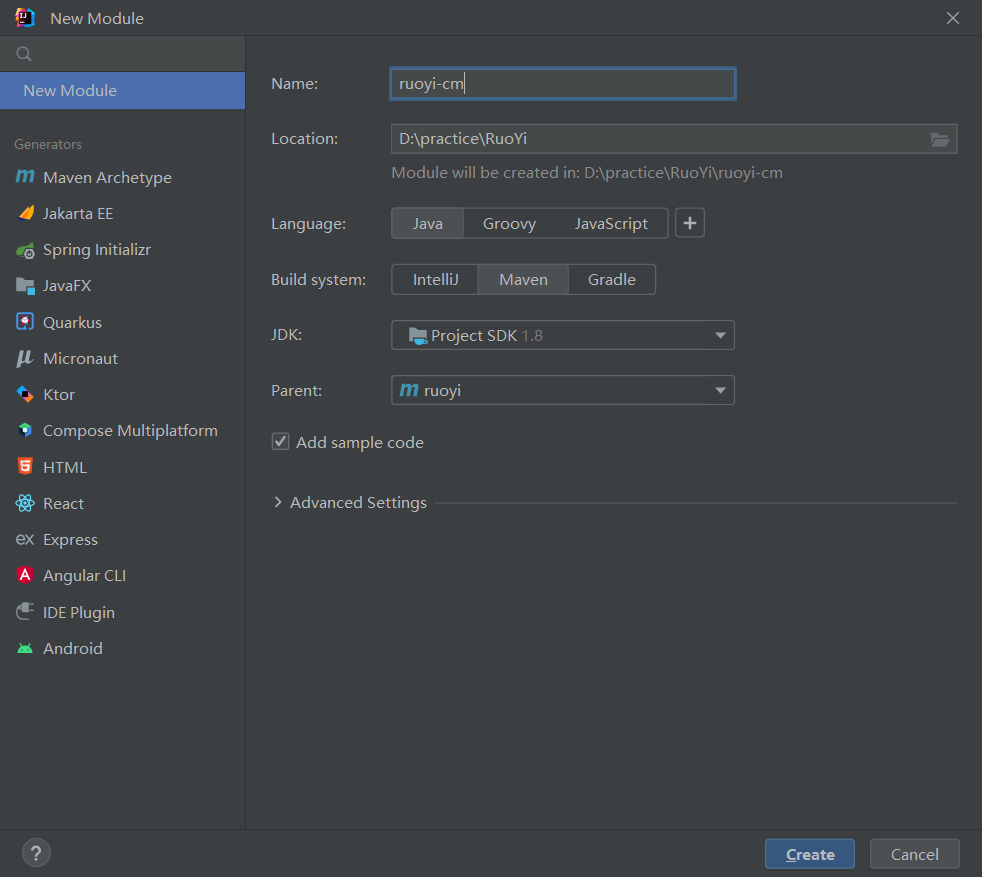 New Module
New Module
Generators
Maven Archetype
Jakarta EE
Spring Initializr
JavaFX
Quarkus
Micronaut
Ktor
Compose Multiplatform
HTML
React
Express
Angular CLI
IDE Plugin
Android
Name: ruoyi-cm
Location: D:\practice\RuoYi
Module will be created in: D:\practice\RuoYi\ruoyi-cm
Language: Java Groovy JavaScript +
Build system: IntelliJ Maven Gradle
JDK: Project SDK 1.8
Parent: m ruoyi
Add sample code
Advanced Settings
? Create Cancel